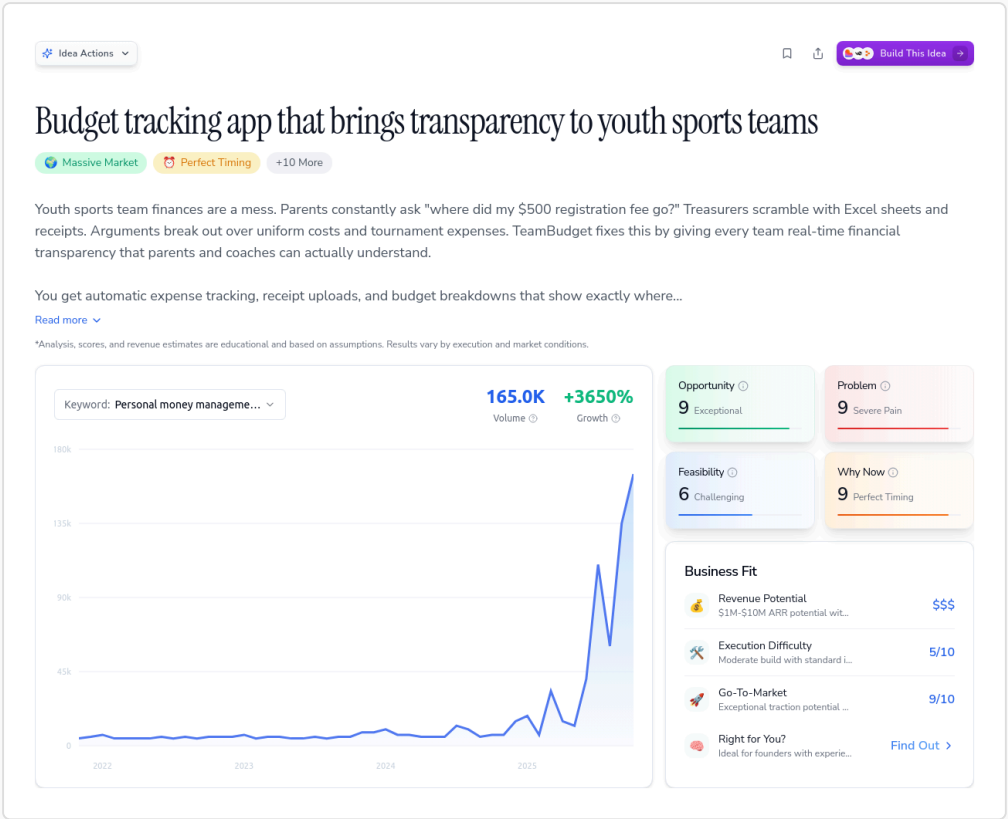 Idea Actions
Build This Idea
Budget tracking app that brings transparency to youth sports teams
Massive Market
Perfect Timing
+10 More
Youth sports team finances are a mess. Parents constantly ask "where did my $500 registration fee go?" Treasurers scramble with Excel sheets and
receipts. Arguments break out over uniform costs and tournament expenses. TeamBudget fixes this by giving every team real-time financial
transparency that parents and coaches can actually understand.
You get automatic expense tracking, receipt uploads, and budget breakdowns that show exactly where...
Read more
*Analysis, scores, and revenue estimates are educational and based on assumptions. Results vary by execution and market conditions.
Keyword: Personal money manageme...
165.0K
Volume
+3650%
Growth
180k
135k
90k
45k
0
2022
2023
2024
2025
Opportunity
9 Exceptional
Problem
9 Severe Pain
Feasibility
6 Challenging
Why Now
9 Perfect Timing
Business Fit
Revenue Potential
$1M-$10M ARR potential wit...
$$$
Execution Difficulty
Moderate build with standard i...
5/10
Go-To-Market
Exceptional traction potential ...
9/10
Right for You?
Ideal for founders with experie...
Find Out